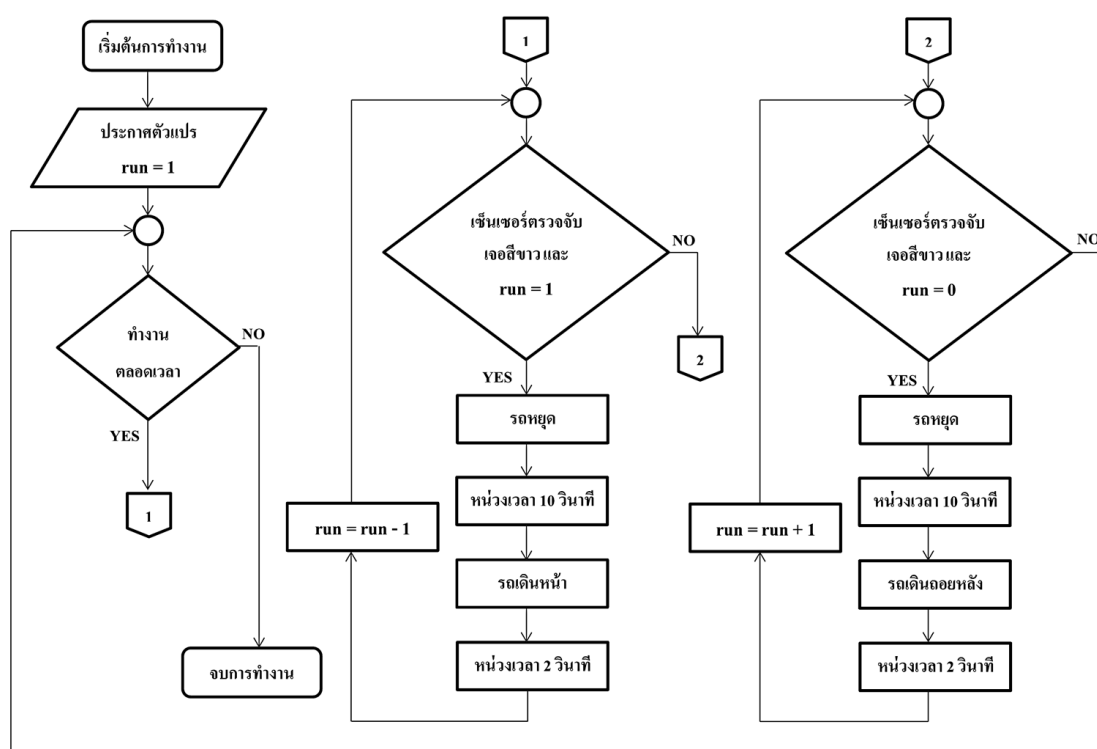 เริ่มต้นการทำงาน
ประกาศตัวแปร
run = 1
ทำงาน
ตลอดเวลา
NO
YES
1
จบการทำงาน
1
เซ็นเซอร์ตรวจจับ
เจอสีขาว และ
run = 1
NO
2
YES
รถหยุด
หน่วงเวลา 10 วินาที
run = run - 1
รถเดินหน้า
หน่วงเวลา 2 วินาที
2
เซ็นเซอร์ตรวจจับ
เจอสีขาว และ
run = 0
NO
YES
รถหยุด
หน่วงเวลา 10 วินาที
run = run + 1
รถเดินถอยหลัง
หน่วงเวลา 2 วินาที